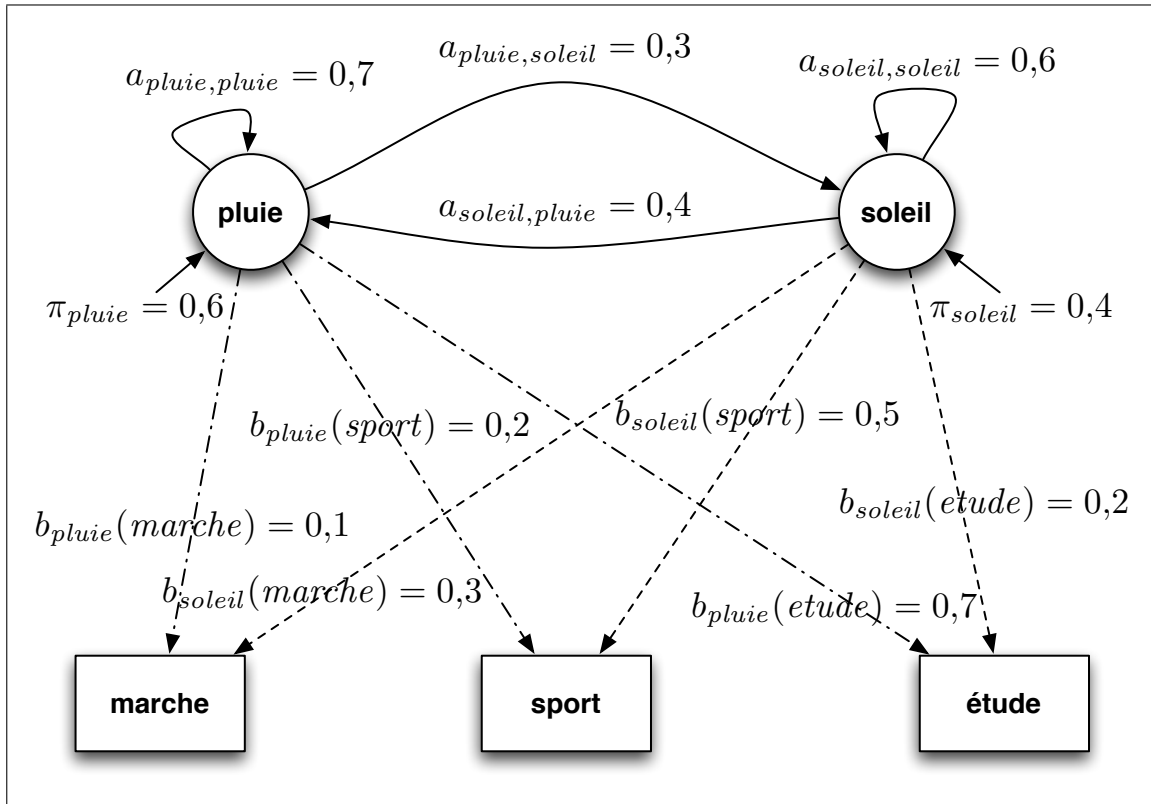 a_{pluie,soleil} = 0,3
a_{pluie,pluie} = 0,7
a_{soleil,soleil} = 0,6
pluie
a_{soleil,pluie} = 0,4
soleil
π_{pluie} = 0,6
π_{soleil} = 0,4
b_{pluie}(sport) = 0,2
b_{soleil}(sport) = 0,5
b_{soleil}(etude) = 0,2
b_{pluie}(marche) = 0,1
b_{soleil}(marche) = 0,3
b_{pluie}(etude) = 0,7
marche
sport
étude